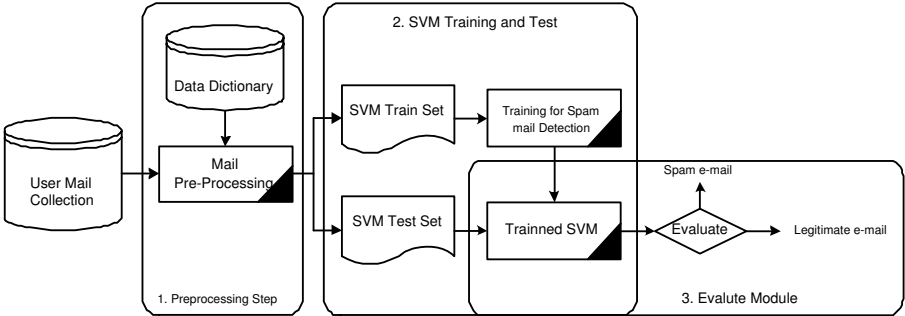 2. SVM Training and Test
Data Dictionary
SVM Train Set
Training for Spam
mail Detection
User Mail
Collection
Mail
Pre-Processing
SVM Test Set
Trainned SVM
Spam e-mail
Evaluate
Legitimate e-mail
1. Preprocessing Step
3. Evalute Module